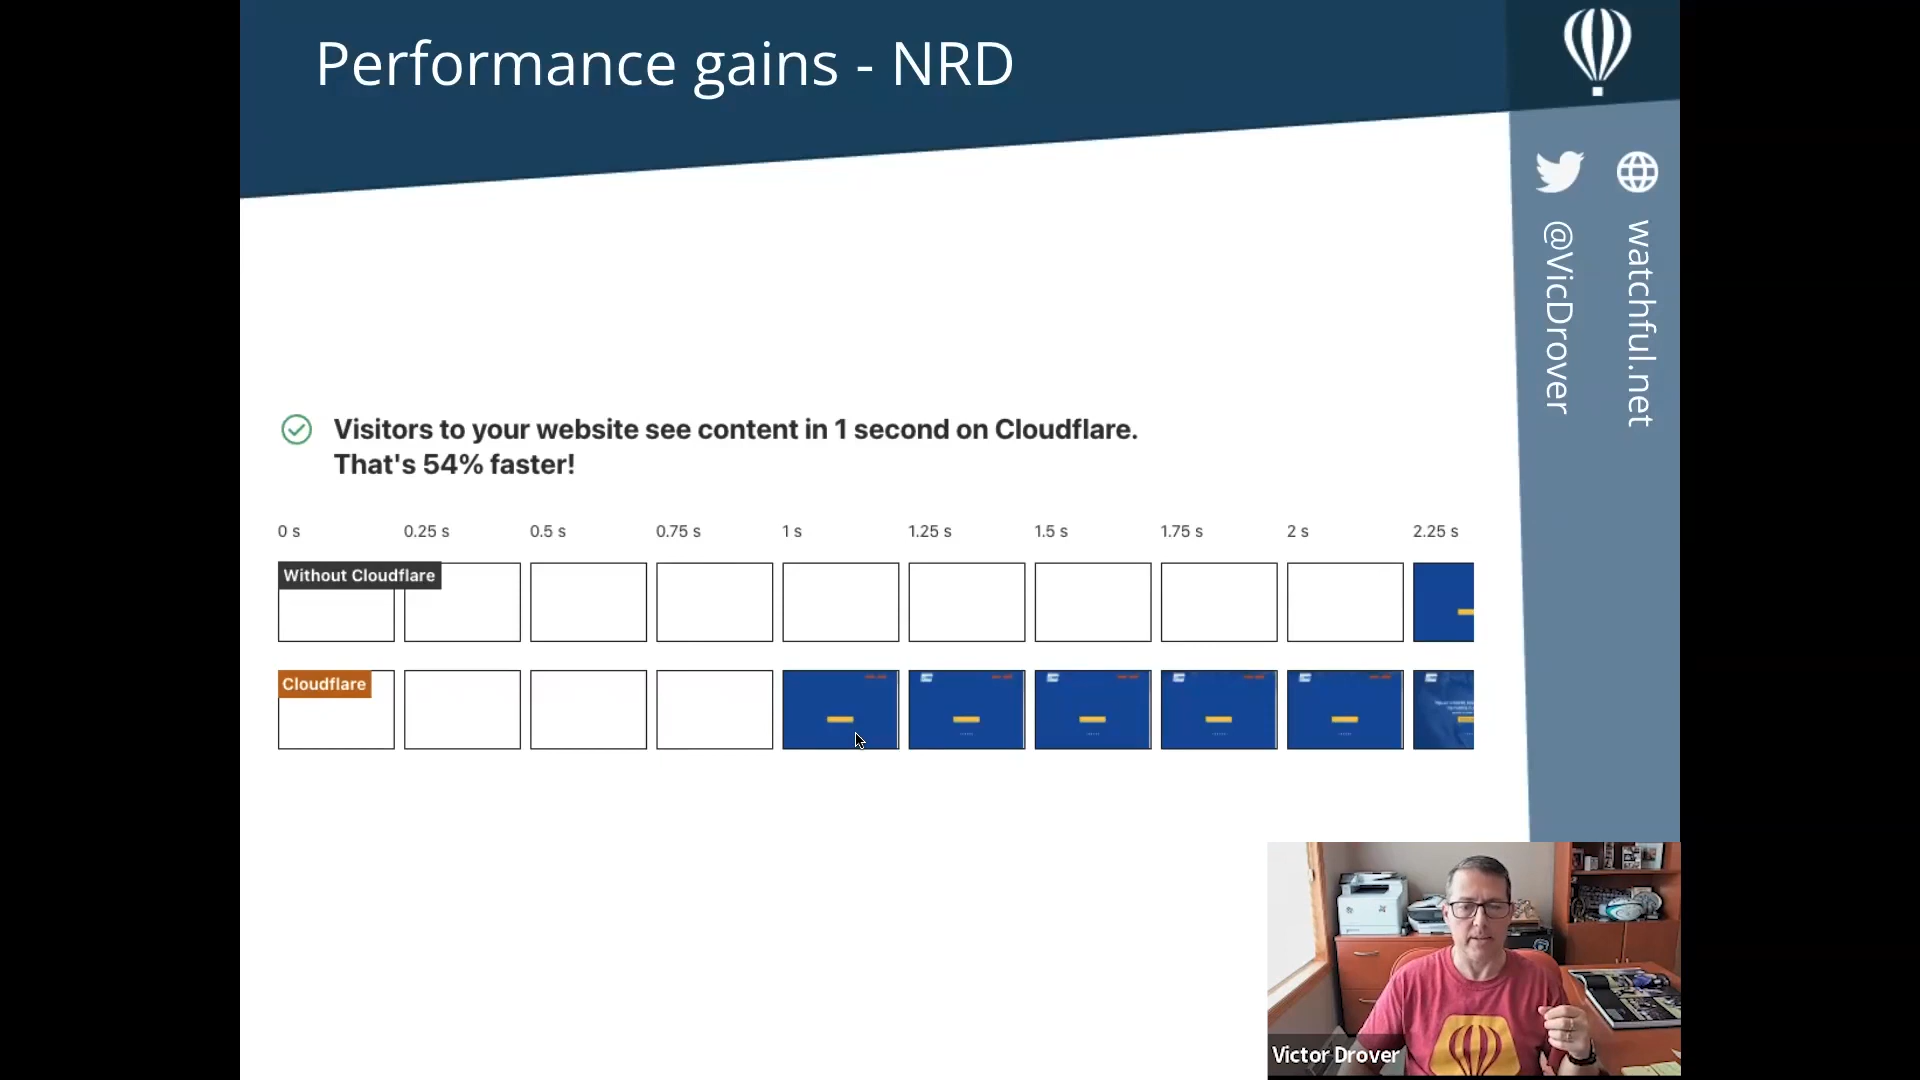 Performance gains - NRD
@VicDrover
watchful.net
Visitors to your website see content in 1 second on Cloudflare.
That's 54% faster!
0 s 0.25 s 0.5 s 0.75 s 1 s 1.25 s 1.5 s 1.75 s 2 s 2.25 s
Without Cloudflare
Cloudflare
Victor Drover